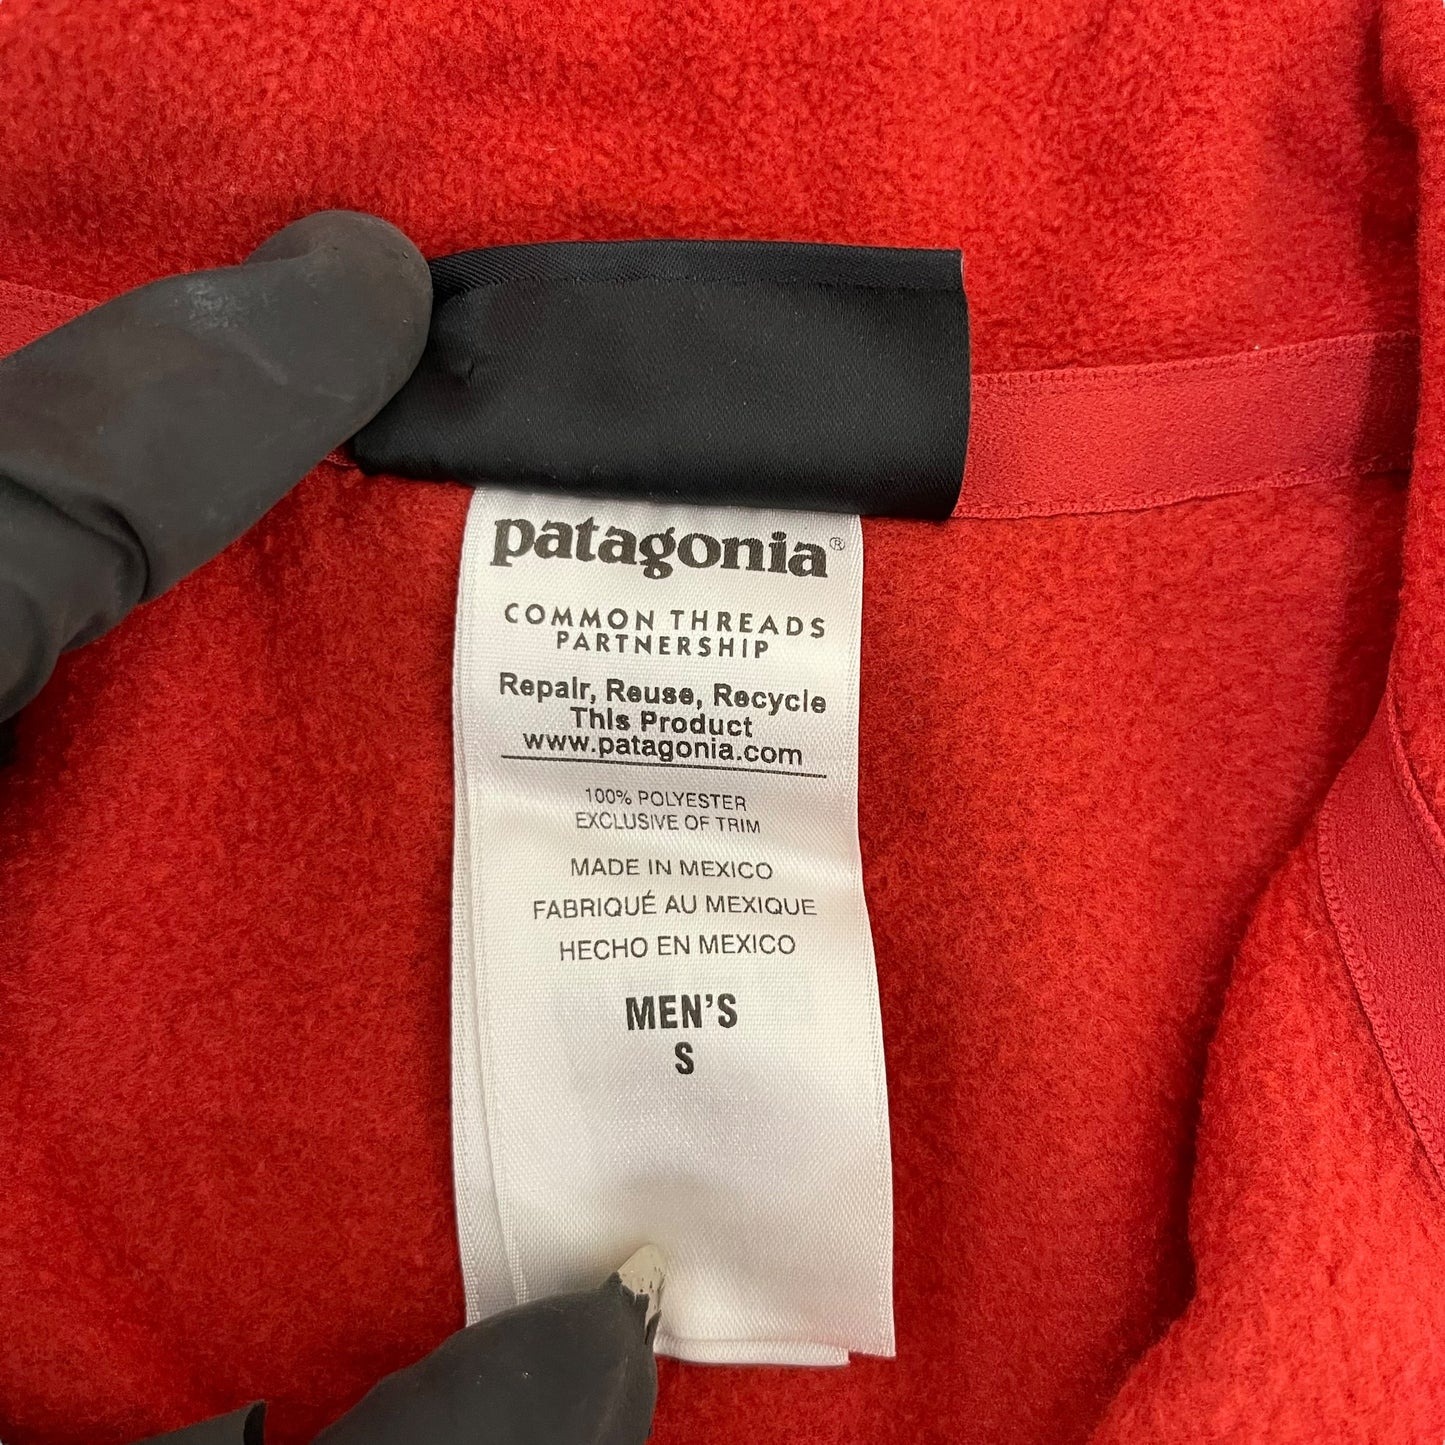 patagonia®
COMMON THREADS
PARTNERSHIP
Repair, Reuse, Recycle
This Product
www.patagonia.com
100% POLYESTER
EXCLUSIVE OF TRIM
MADE IN MEXICO
FABRIQUÉ AU MEXIQUE
HECHO EN MEXICO
MEN'S
S